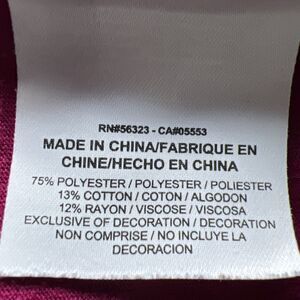 RN#56323 - CA#05553
MADE IN CHINA/FABRIQUE EN
CHINE/HECHO EN CHINA
75% POLYESTER / POLYESTER / POLIESTER
13% COTTON / COTON / ALGODON
12% RAYON / VISCOSE / VISCOSA
EXCLUSIVE OF DECORATION / DECORATION
NON COMPRISE / NO INCLUYE LA
DECORACION